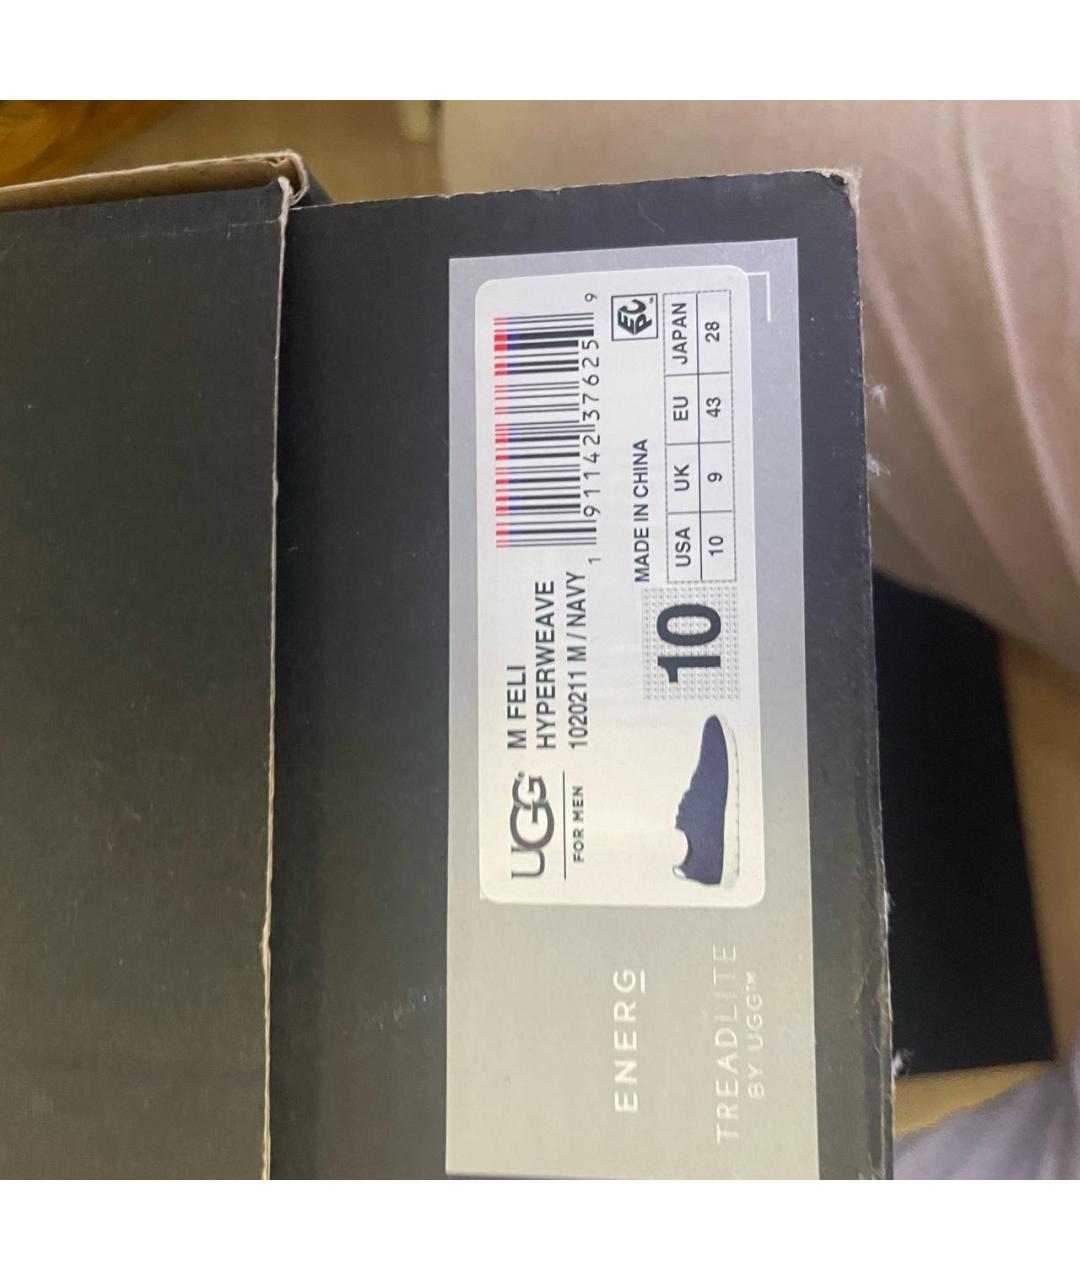 UGG®
FOR MEN
M FELI
HYPERWEAVE
1020211 M / NAVY
1 91142 37625 9
MADE IN CHINA
EPC™
10
USA UK EU JAPAN
10 9 43 28
ENERG
TREADLITE
BY UGG™